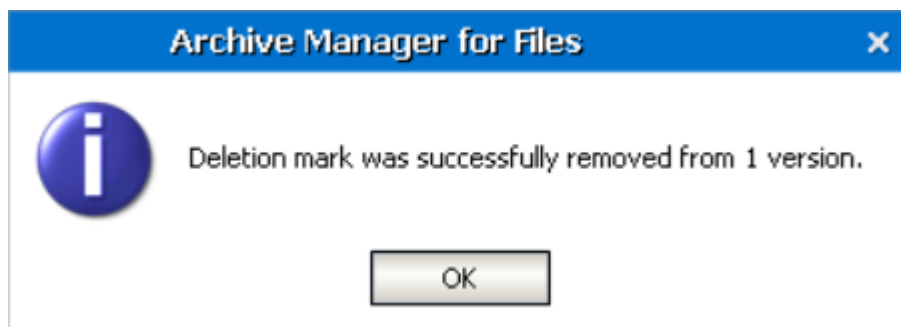 Archive Manager for Files
Deletion mark was successfully removed from 1 version.
OK